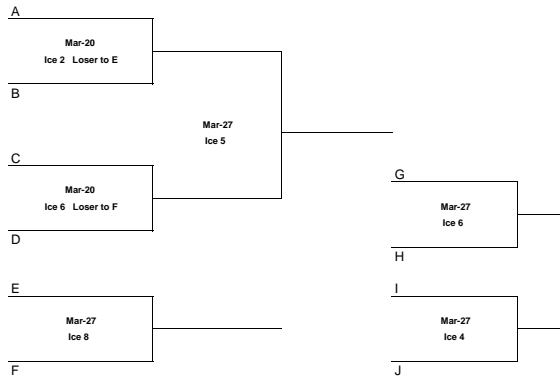 A
Mar-20
Ice 2 Loser to E
B
Mar-27
Ice 5
C
Mar-20
Ice 6 Loser to F
D
G
Mar-27
Ice 6
H
E
Mar-27
Ice 8
F
I
Mar-27
Ice 4
J